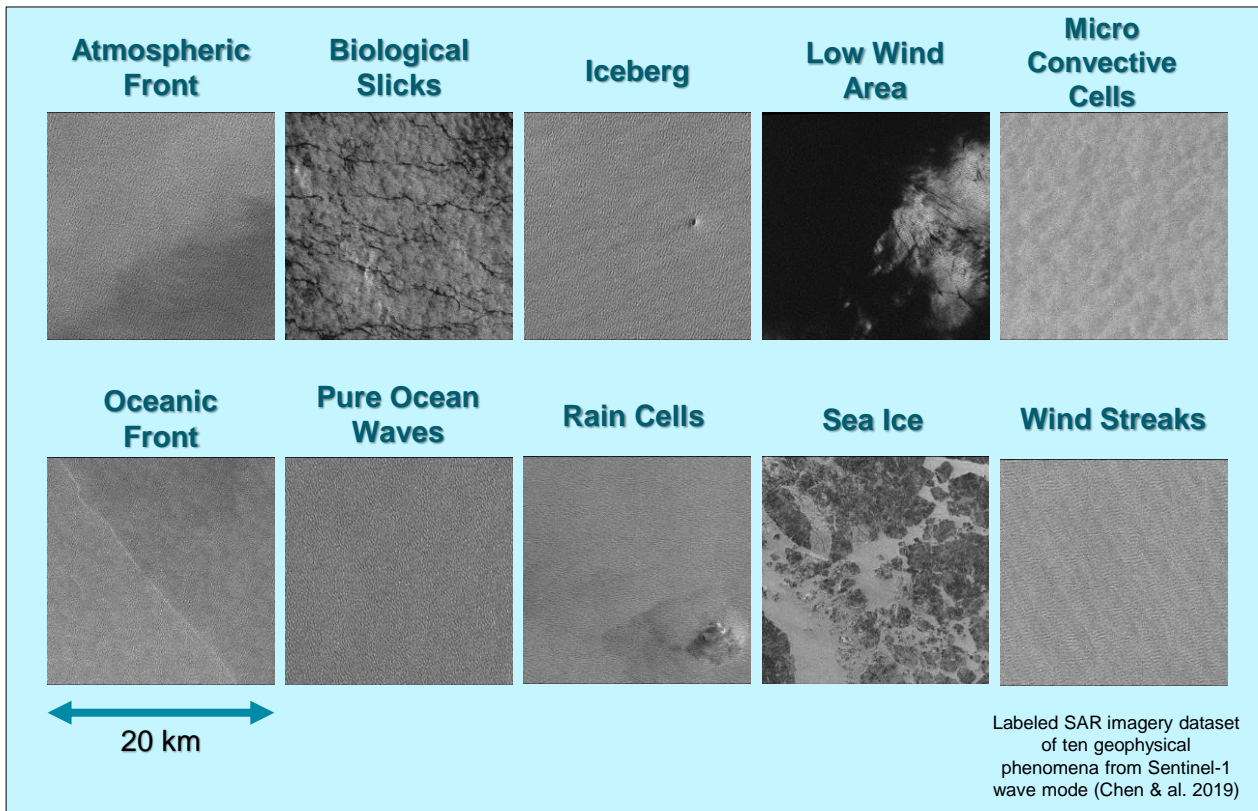 Atmospheric
Front
Biological
Slicks
Iceberg
Low Wind
Area
Micro
Convective
Cells
Oceanic
Front
Pure Ocean
Waves
Rain Cells
Sea Ice
Wind Streaks
20 km
Labeled SAR imagery dataset
of ten geophysical
phenomena from Sentinel-1
wave mode (Chen & al. 2019)